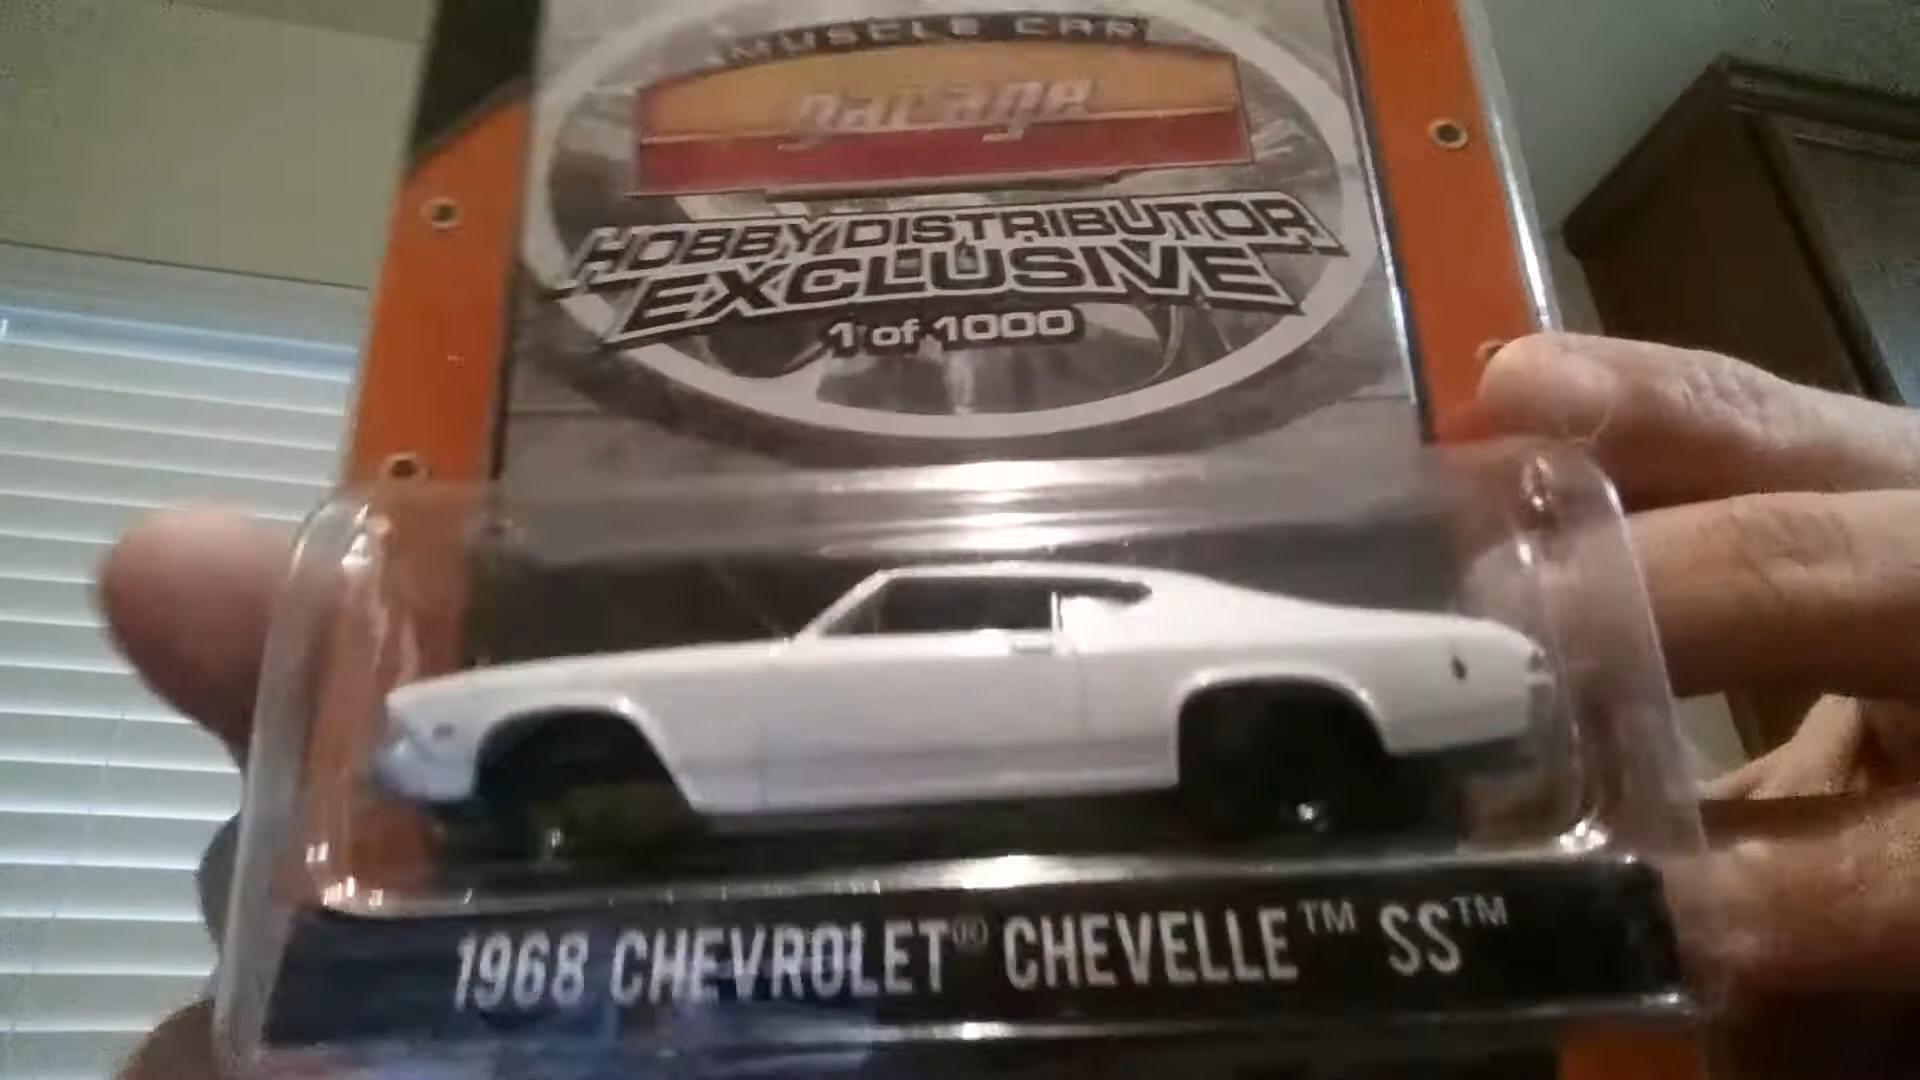 MUSCLE CAR
garage
HOBBY DISTRIBUTOR
EXCLUSIVE
1 of 1000
1968 CHEVROLET® CHEVELLE™ SS™